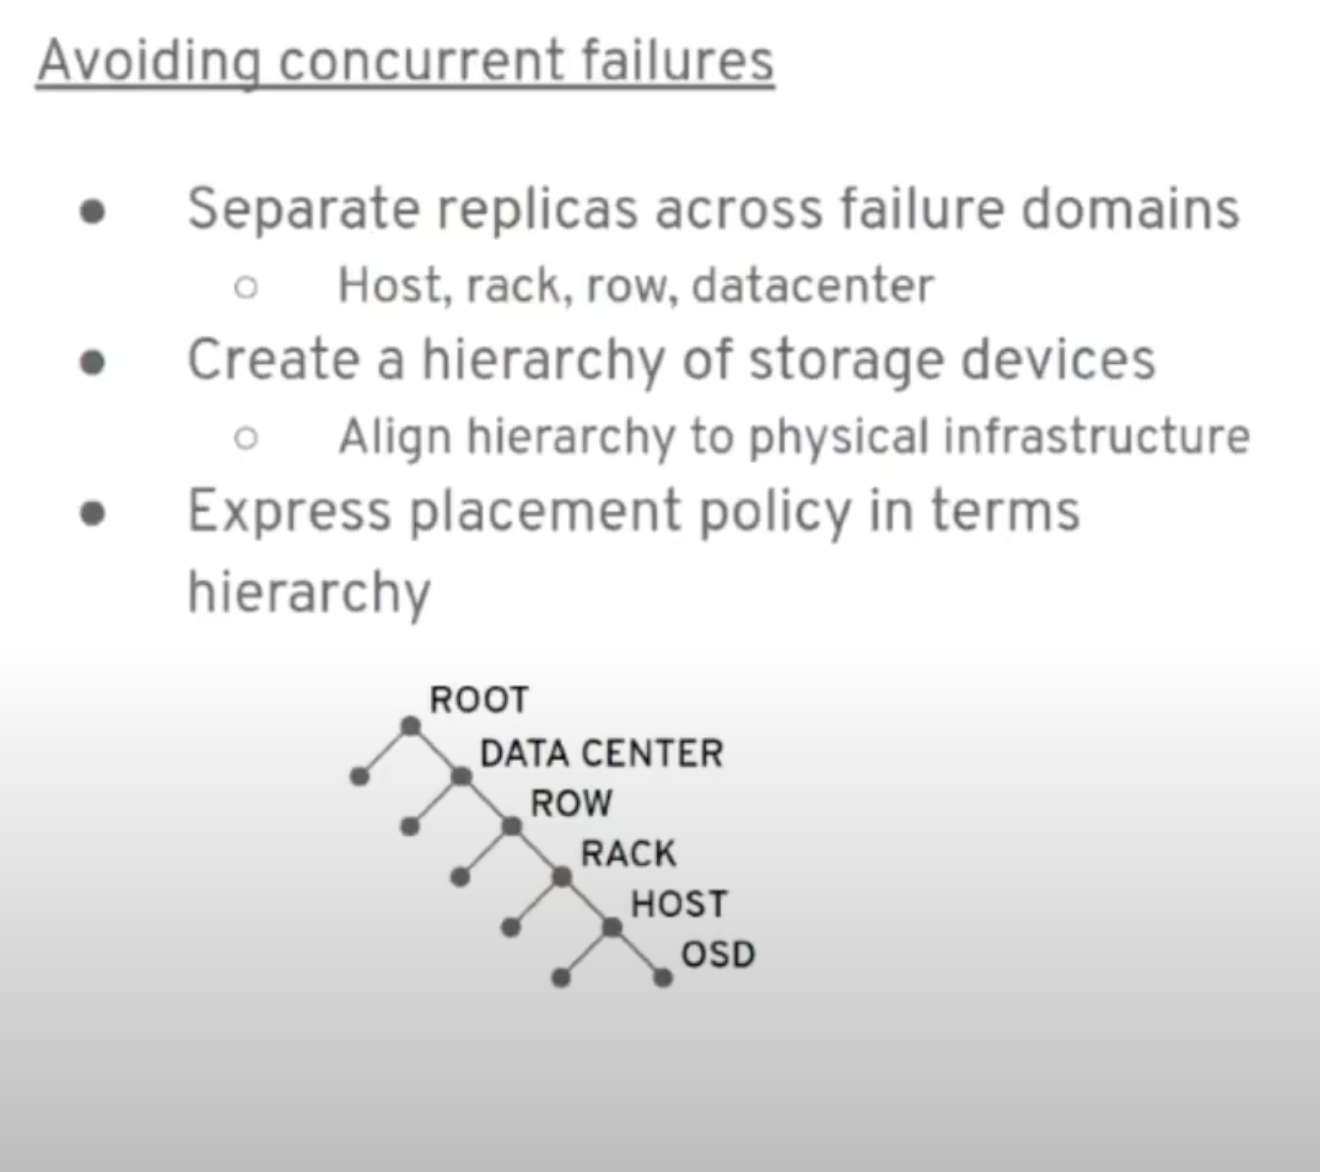 Avoiding concurrent failures
Separate replicas across failure domains
Host, rack, row, datacenter
Create a hierarchy of storage devices
Align hierarchy to physical infrastructure
Express placement policy in terms
hierarchy
ROOT
DATA CENTER
ROW
RACK
HOST
OSD